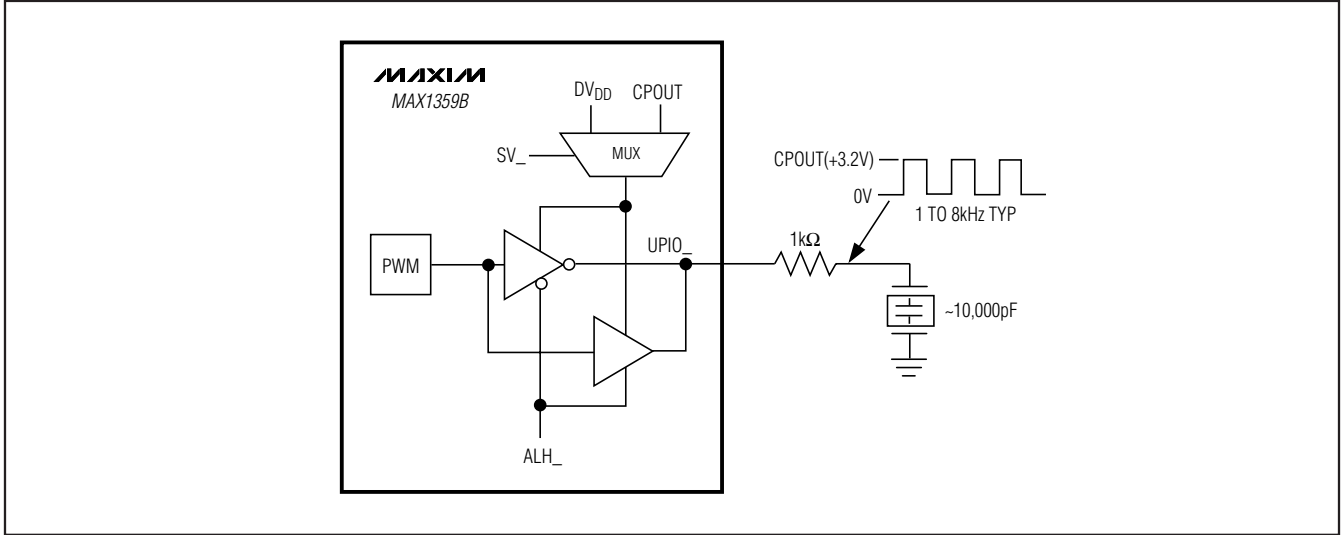 MAXIM
MAX1359B
DVDD
CPOUT
SV_
MUX
CPOUT(+3.2V)
0V
1 TO 8kHz TYP
PWM
UPIO_
1kΩ
~10,000pF
ALH_